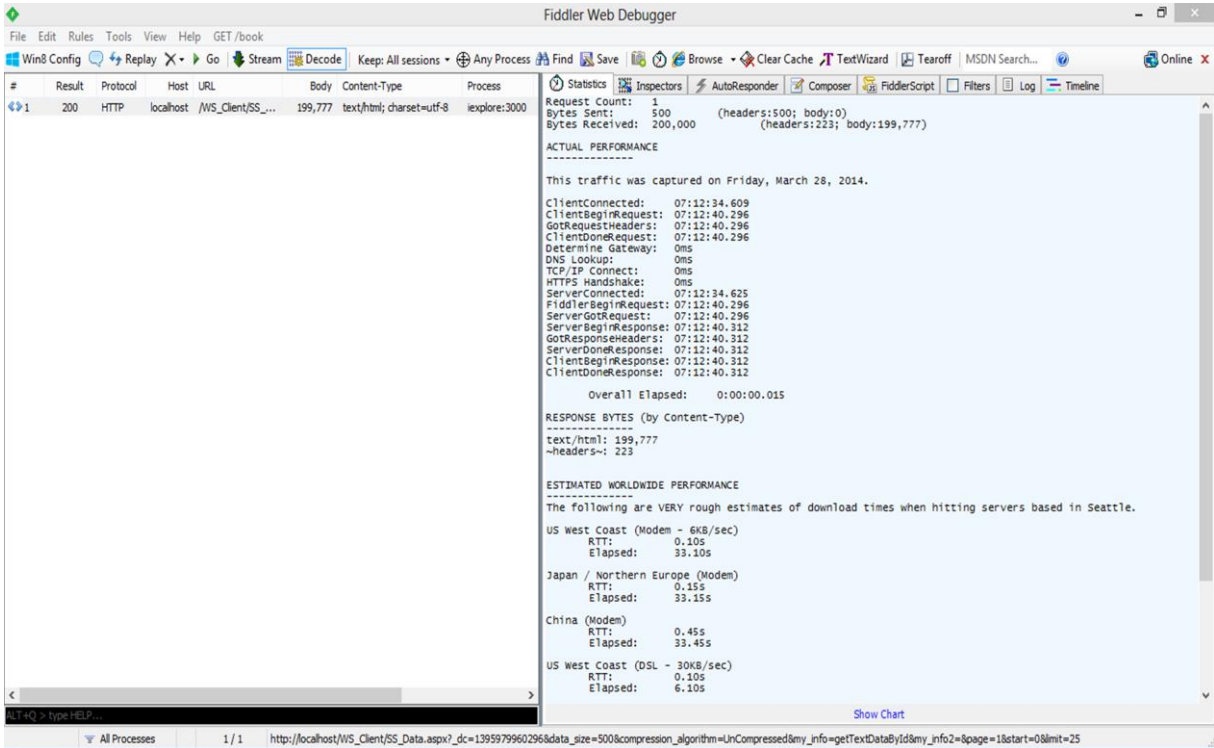 Fiddler Web Debugger
File Edit Rules Tools View Help GET /book
Win8 Config Replay X Go Stream Decode Keep: All sessions Any Process Find Save Browse Clear Cache TextWizard Tearoff MSDN Search... Online X
# Result Protocol Host URL Body Content-Type Process
1 200 HTTP localhost /WS_Client/SS_... 199,777 text/html; charset=utf-8 iexplore:3000
Statistics Inspectors AutoResponder Composer FiddlerScript Filters Log Timeline
Request Count: 1
Bytes Sent: 500 (headers:500; body:0)
Bytes Received: 200,000 (headers:223; body:199,777)
ACTUAL PERFORMANCE
--------------
This traffic was captured on Friday, March 28, 2014.
ClientConnected: 07:12:34.609
ClientBeginRequest: 07:12:40.296
GotRequestHeaders: 07:12:40.296
ClientDoneRequest: 07:12:40.296
Determine Gateway: 0ms
DNS Lookup: 0ms
TCP/IP Connect: 0ms
HTTPS Handshake: 0ms
ServerConnected: 07:12:34.625
FiddlerBeginRequest: 07:12:40.296
ServerGotRequest: 07:12:40.296
ServerBeginResponse: 07:12:40.312
GotResponseHeaders: 07:12:40.312
ServerDoneResponse: 07:12:40.312
ClientBeginResponse: 07:12:40.312
ClientDoneResponse: 07:12:40.312
Overall Elapsed: 0:00:00.015
RESPONSE BYTES (by Content-Type)
--------------
text/html: 199,777
~headers~: 223
ESTIMATED WORLDWIDE PERFORMANCE
--------------
The following are VERY rough estimates of download times when hitting servers based in Seattle.
US West Coast (Modem - 6KB/sec)
RTT: 0.10s
Elapsed: 33.10s
Japan / Northern Europe (Modem)
RTT: 0.15s
Elapsed: 33.15s
China (Modem)
RTT: 0.45s
Elapsed: 33.45s
US West Coast (DSL - 30KB/sec)
RTT: 0.10s
Elapsed: 6.10s
ALT+Q > type HELP...
Show Chart
All Processes 1 / 1 http://localhost/WS_Client/SS_Data.aspx?_dc=1395979960296&data_size=500&compression_algorithm=UnCompressed&my_info=getTextDataById&my_info2=&page=1&start=0&limit=25